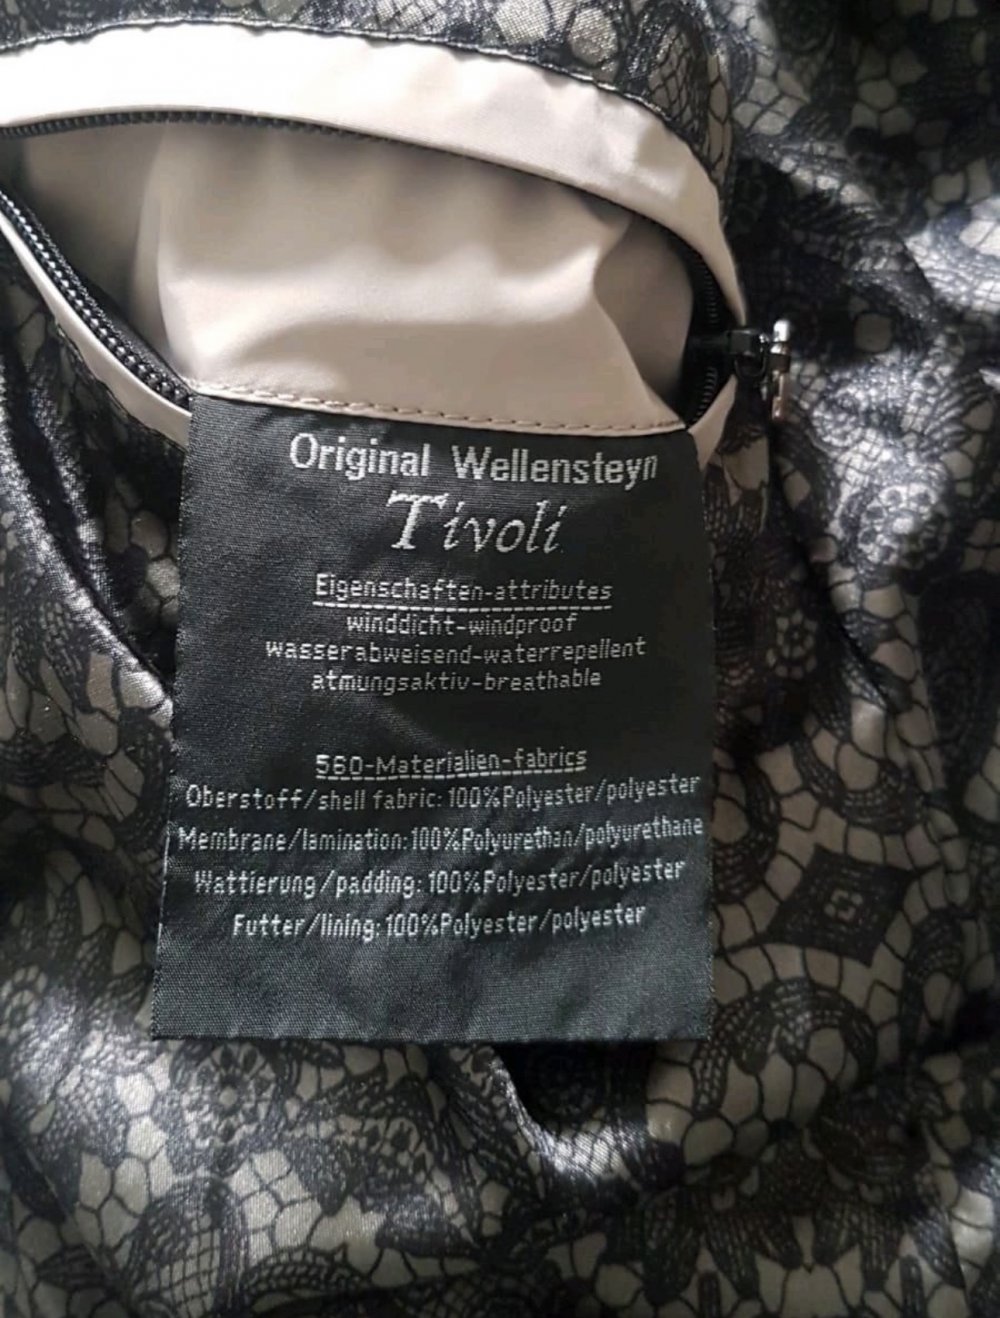 Original Wellensteyn
Tivoli
Eigenschaften-attributes
winddicht-windproof
wasserabweisend-waterrepellent
atmungsaktiv-breathable
560-Materialien-fabrics
Oberstoff/shell fabric: 100%Polyester/polyester
Membrane/lamination:100%Polyurethan/polyurethane
Wattierung/padding: 100%Polyester/polyester
Futter/lining:100%Polyester/polyester